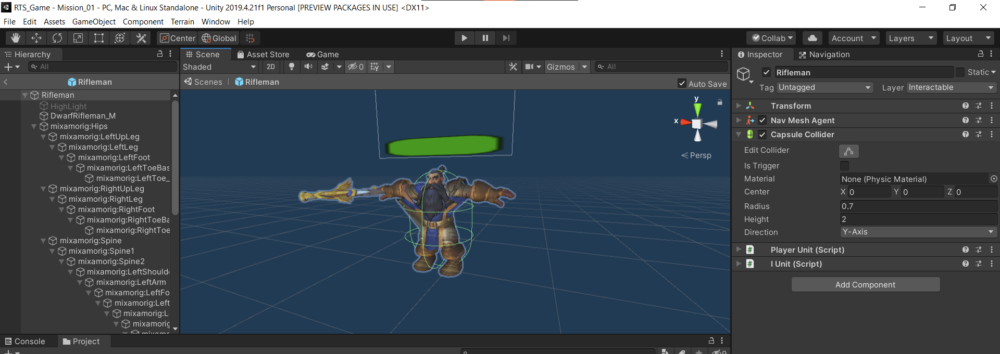 RTS_Game - Mission_01 - PC, Mac & Linux Standalone - Unity 2019.4.21f1 Personal [PREVIEW PACKAGES IN USE] <DX11>
File Edit Assets GameObject Component Terrain Window Help
Center Global Collab Account Layers Layout
Hierarchy
All
Rifleman
Rifleman
HighLight
DwarfRifleman_M
mixamorig:Hips
mixamorig:LeftUpLeg
mixamorig:LeftLeg
mixamorig:LeftFoot
mixamorig:LeftToeBas
mixamorig:LeftToe_
mixamorig:RightUpLeg
mixamorig:RightLeg
mixamorig:RightFoot
mixamorig:RightToeBa
mixamorig:RightToe
mixamorig:Spine
mixamorig:Spine1
mixamorig:Spine2
mixamorig:LeftShould
mixamorig:LeftArm
mixamorig:LeftFo
mixamorig:Left
mixamorig:L
mixamorig
Scene Asset Store Game
Shaded 2D 0 Gizmos All
Scenes Rifleman Auto Save
y
x
Persp
Inspector Navigation
Rifleman Static
Tag Untagged Layer Interactable
Transform
Nav Mesh Agent
Capsule Collider
Edit Collider
Is Trigger
Material None (Physic Material)
Center X 0 Y 0 Z 0
Radius 0.7
Height 2
Direction Y-Axis
Player Unit (Script)
I Unit (Script)
Add Component
Console Project